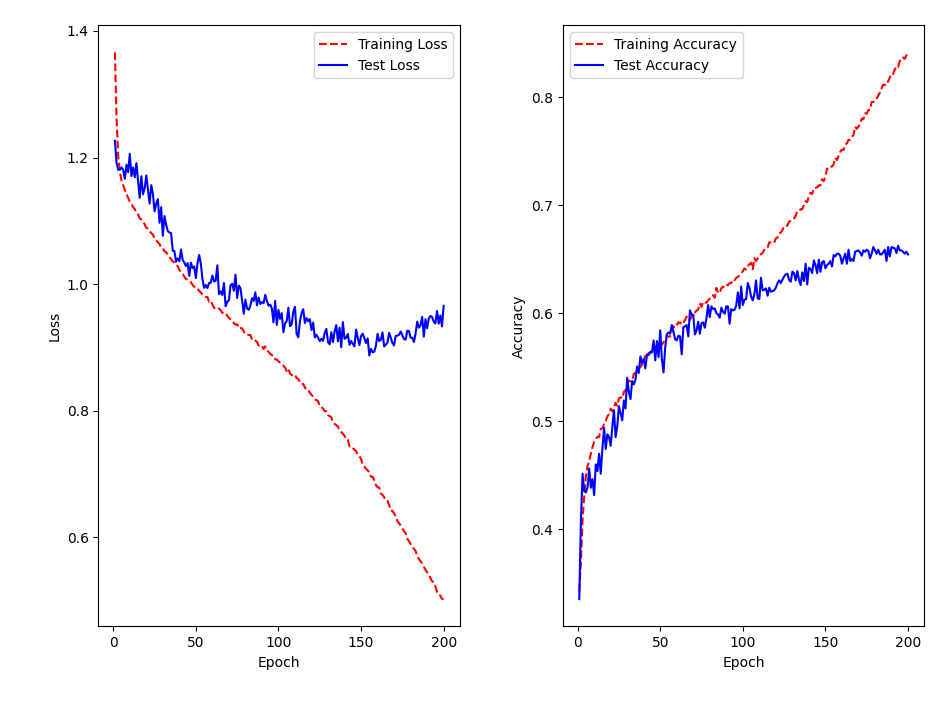 Training Loss
Test Loss
1.4
1.2
1.0
0.8
0.6
Loss
0
50
100
150
200
Epoch
Training Accuracy
Test Accuracy
0.8
0.7
0.6
0.5
0.4
Accuracy
0
50
100
150
200
Epoch